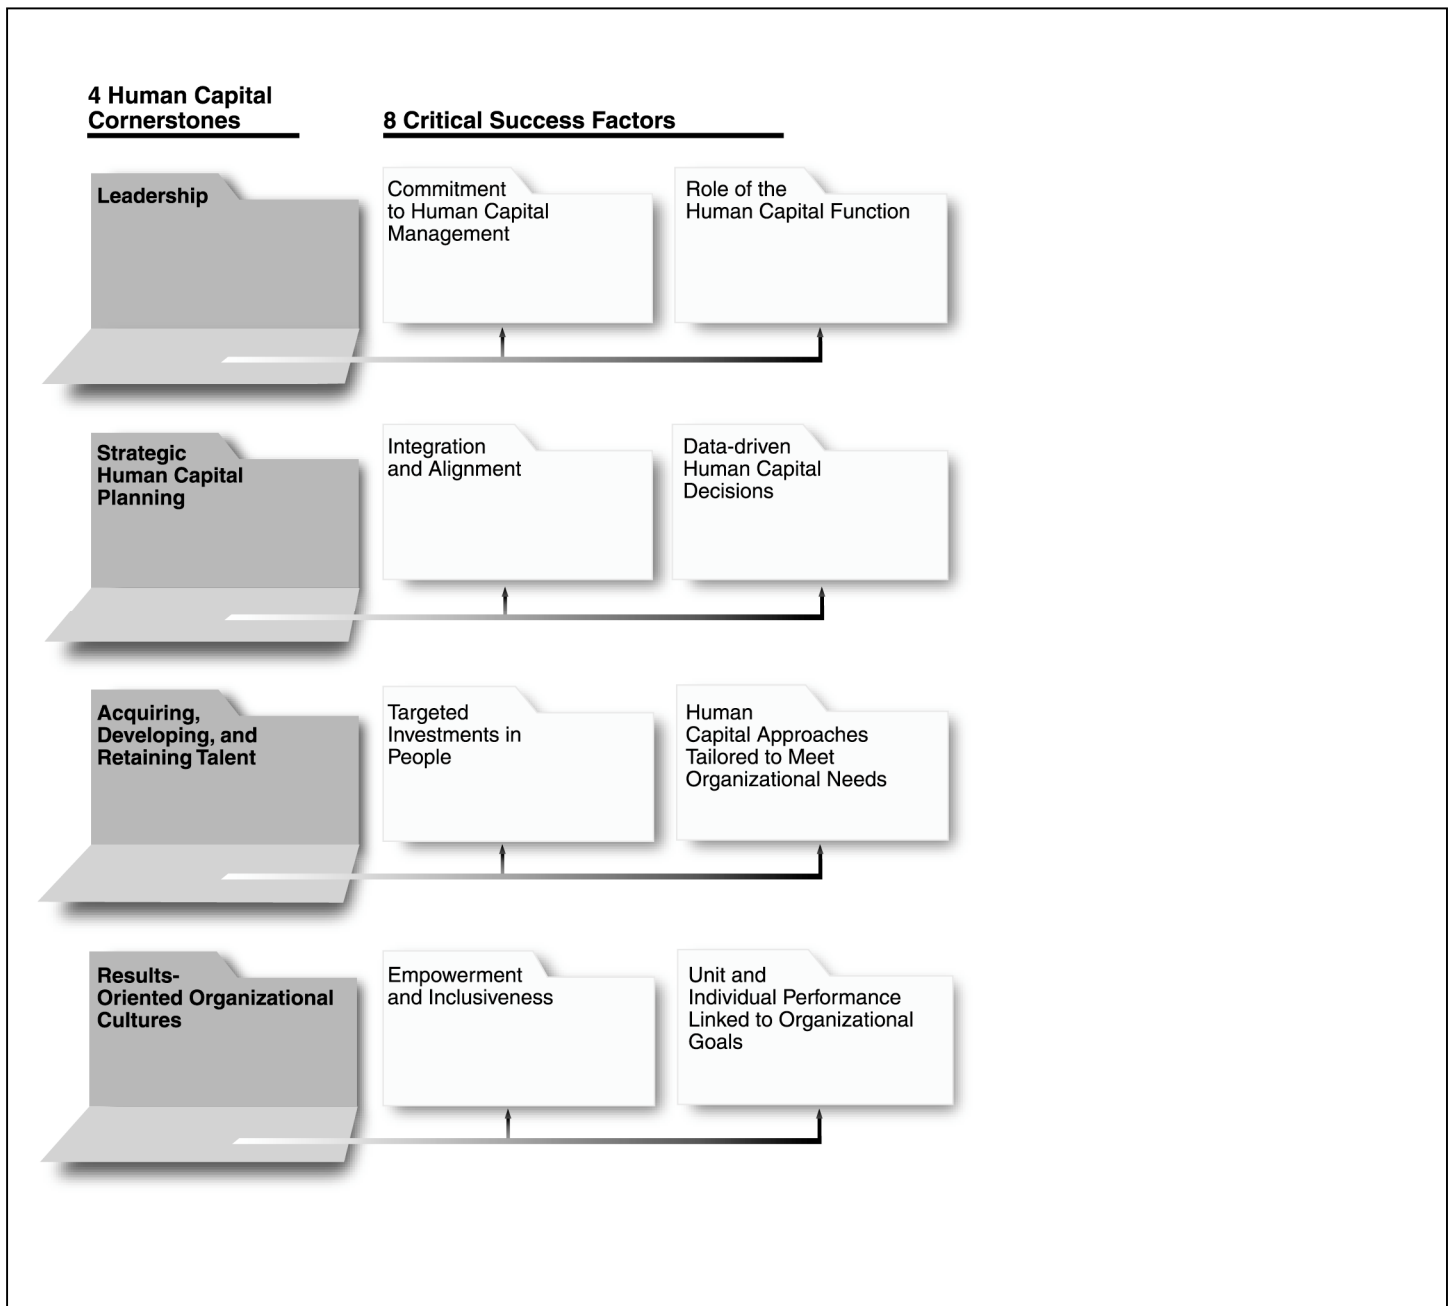 4 Human Capital
Cornerstones
8 Critical Success Factors
Leadership
Commitment
to Human Capital
Management
Role of the
Human Capital Function
Strategic
Human Capital
Planning
Integration
and Alignment
Data-driven
Human Capital
Decisions
Acquiring,
Developing, and
Retaining Talent
Targeted
Investments in
People
Human
Capital Approaches
Tailored to Meet
Organizational Needs
Results-
Oriented Organizational
Cultures
Empowerment
and Inclusiveness
Unit and
Individual Performance
Linked to Organizational
Goals